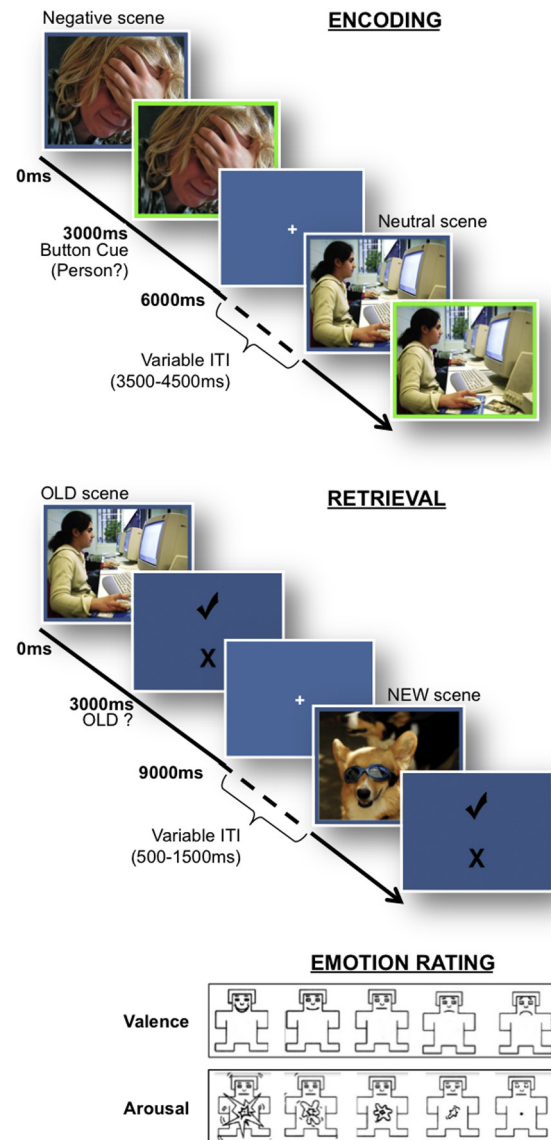 Negative scene
ENCODING
0ms
3000ms
Button Cue
(Person?)
Neutral scene
6000ms
Variable ITI
(3500-4500ms)
OLD scene
RETRIEVAL
0ms
X
3000ms
OLD ?
NEW scene
9000ms
Variable ITI
(500-1500ms)
X
EMOTION RATING
Valence
Arousal